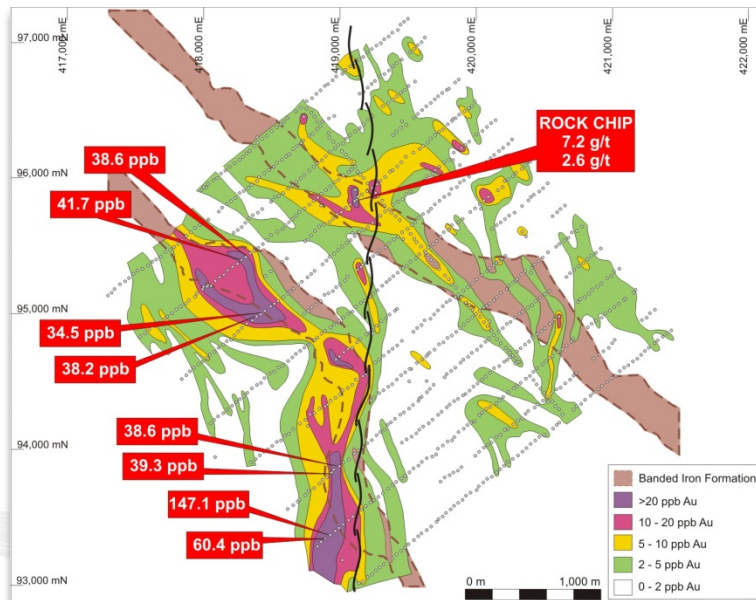 417,000 mE
418,000 mE
419,000 mE
420,000 mE
421,000 mE
422,000 mE
97,000 mN
96,000 mN
95,000 mN
94,000 mN
93,000 mN
ROCK CHIP
7.2 g/t
2.6 g/t
38.6 ppb
41.7 ppb
34.5 ppb
38.2 ppb
38.6 ppb
39.3 ppb
147.1 ppb
60.4 ppb
Banded Iron Formation
>20 ppb Au
10 - 20 ppb Au
5 - 10 ppb Au
2 - 5 ppb Au
0 - 2 ppb Au
0 m
1,000 m